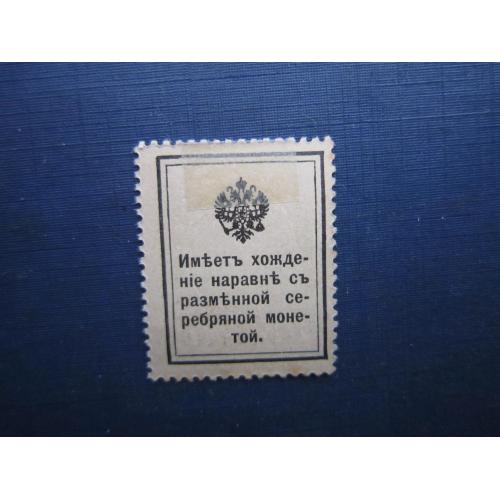 Имѣетъ хожде-
ніе наравнѣ съ
размѣнной се-
ребряной моне-
той.